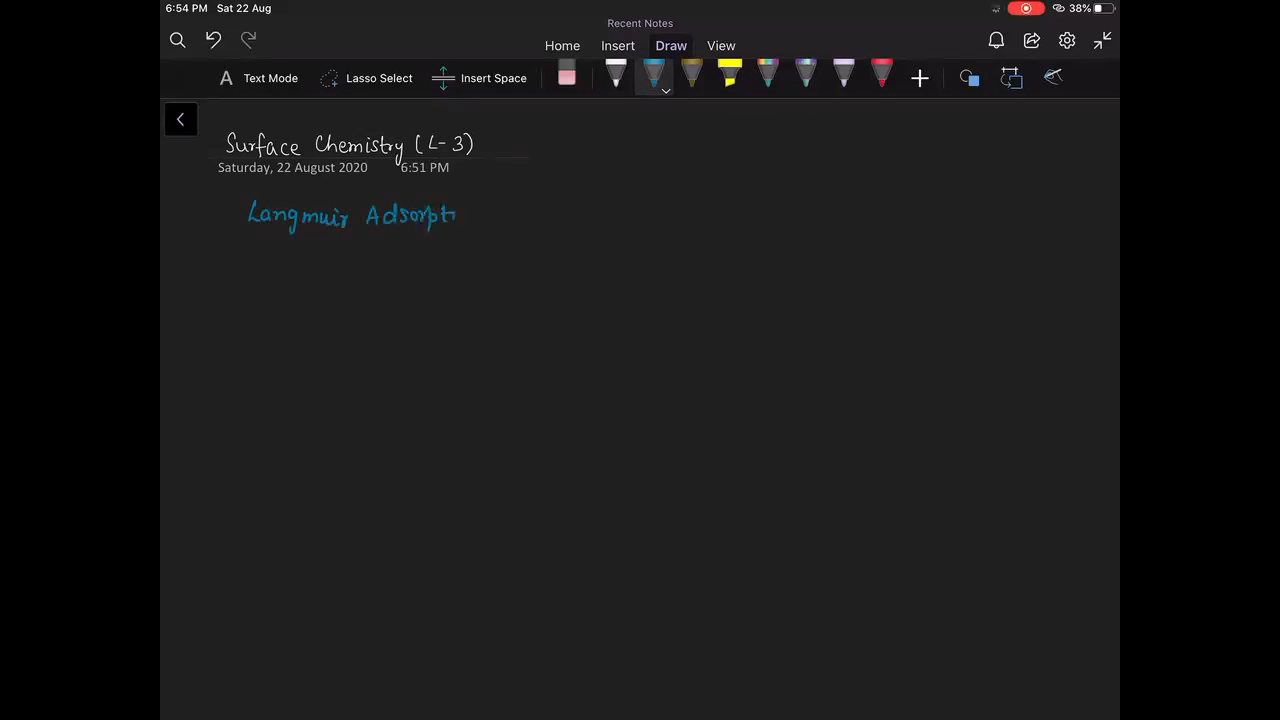 6:54 PM Sat 22 Aug 38%
Recent Notes
Home Insert Draw View
A Text Mode Lasso Select Insert Space
Surface Chemistry (L-3)
Saturday, 22 August 2020 6:51 PM
Langmuir Adsorpt